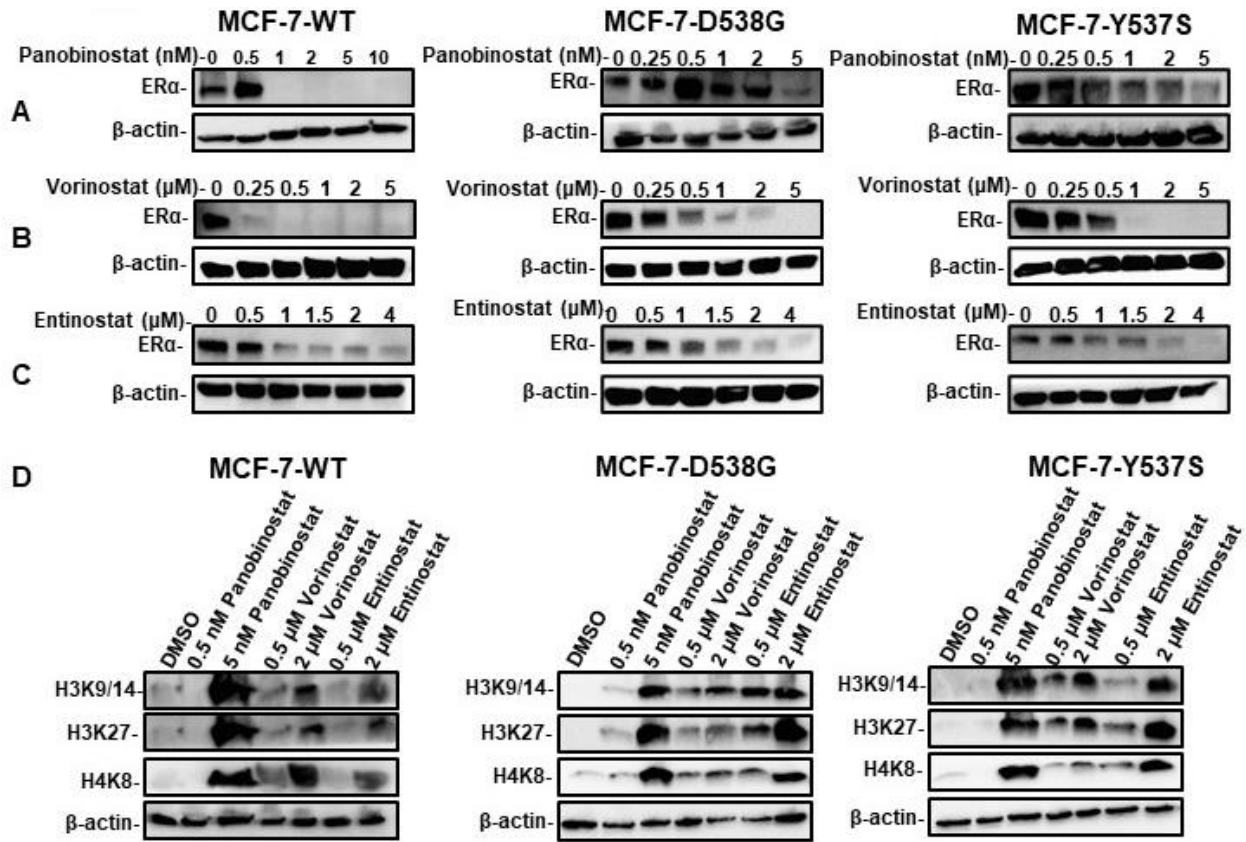 MCF-7-WT MCF-7-D538G MCF-7-Y537S
Panobinostat (nM)-0 0.5 1 2 5 10 Panobinostat (nM)-0 0.25 0.5 1 2 5 Panobinostat (nM)-0 0.25 0.5 1 2 5
ERα- ERα- ERα-
A
β-actin- β-actin- β-actin-
Vorinostat (µM)-0 0.25 0.5 1 2 5 Vorinostat (µM)-0 0.25 0.5 1 2 5 Vorinostat (µM)-0 0.25 0.5 1 2 5
ERα- ERα- ERα-
B
β-actin- β-actin- β-actin-
Entinostat (µM)-0 0.5 1 1.5 2 4 Entinostat (µM)-0 0.5 1 1.5 2 4 Entinostat (µM)-0 0.5 1 1.5 2 4
ERα- ERα- ERα-
C
β-actin- β-actin- β-actin-
D
MCF-7-WT MCF-7-D538G MCF-7-Y537S
DMSO 0.5 nM Panobinostat 5 nM Panobinostat 0.5 µM Vorinostat 2 µM Vorinostat 0.5 µM Entinostat 2 µM Entinostat DMSO 0.5 nM Panobinostat 5 nM Panobinostat 0.5 µM Vorinostat 2 µM Vorinostat 0.5 µM Entinostat 2 µM Entinostat DMSO 0.5 nM Panobinostat 5 nM Panobinostat 0.5 µM Vorinostat 2 µM Vorinostat 0.5 µM Entinostat 2 µM Entinostat
H3K9/14- H3K9/14- H3K9/14-
H3K27- H3K27- H3K27-
H4K8- H4K8- H4K8-
β-actin- β-actin- β-actin-